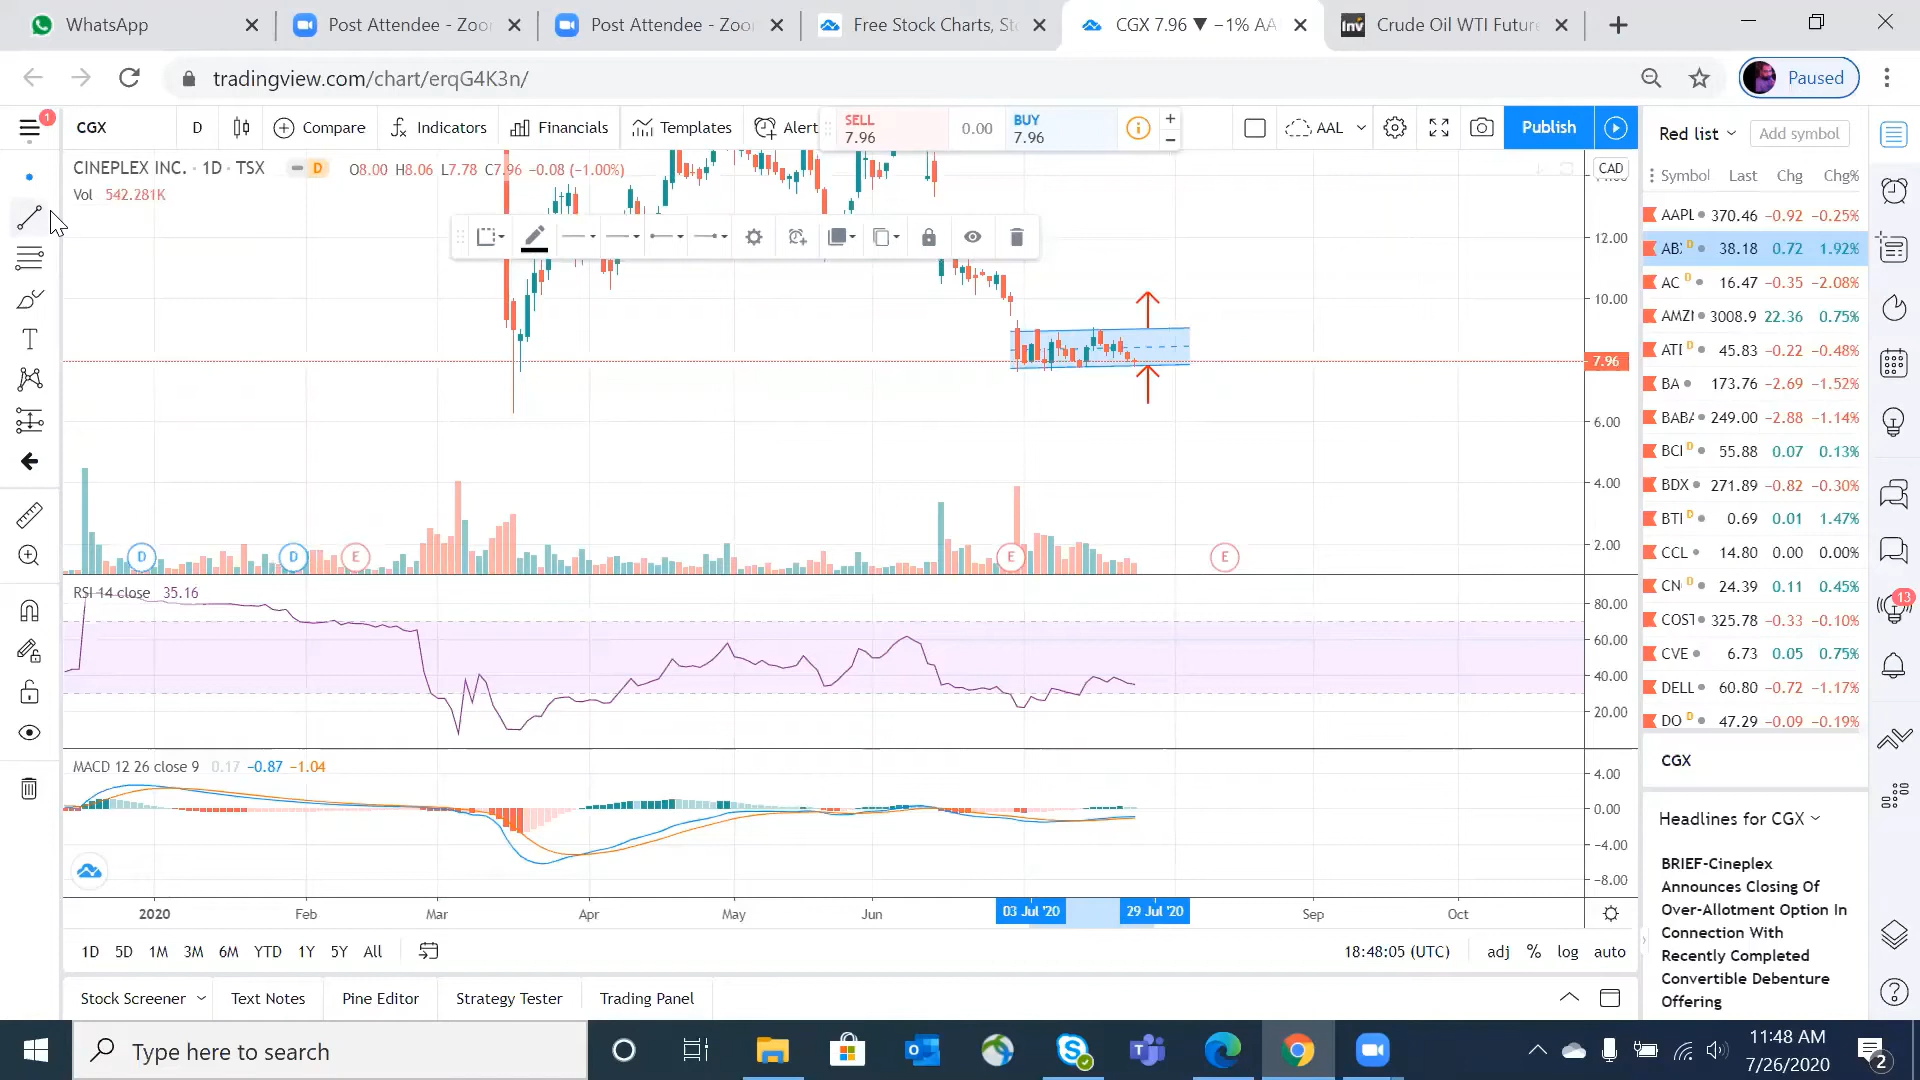 WhatsApp
Post Attendee - Zoo
Post Attendee - Zoo
Free Stock Charts, St
CGX 7.96 ▼ −1% AA
Inv
Crude Oil WTI Futur
tradingview.com/chart/erqG4K3n/
Paused
1
CGX
D
Compare
Indicators
Financials
Templates
Alert
SELL
7.96
0.00
BUY
7.96
AAL
Publish
Red list
Add symbol
CINEPLEX INC. · 1D · TSX
D
O8.00 H8.06 L7.78 C7.96 −0.08 (−1.00%)
Vol 542.281K
CAD
12.00
10.00
7.96
6.00
4.00
2.00
D
D
E
E
E
RSI 14 close 35.16
80.00
60.00
40.00
20.00
MACD 12 26 close 9 0.17 −0.87 −1.04
4.00
0.00
−4.00
−8.00
2020
Feb
Mar
Apr
May
Jun
03 Jul '20
29 Jul '20
Sep
Oct
1D 5D 1M 3M 6M YTD 1Y 5Y All
18:48:05 (UTC)
adj % log auto
Stock Screener
Text Notes
Pine Editor
Strategy Tester
Trading Panel
Symbol Last Chg Chg%
AAPL 370.46 −0.92 −0.25%
AB D 38.18 0.72 1.92%
AC D 16.47 −0.35 −2.08%
AMZ 3008.9 22.36 0.75%
AT 45.83 −0.22 −0.48%
BA 173.76 −2.69 −1.52%
BABA 249.00 −2.88 −1.14%
BC D 55.88 0.07 0.13%
BDX 271.89 −0.82 −0.30%
BTI D 0.69 0.01 1.47%
CCL 14.80 0.00 0.00%
CN D 24.39 0.11 0.45%
COST 325.78 −0.33 −0.10%
CVE 6.73 0.05 0.75%
DELL 60.80 −0.72 −1.17%
DO D 47.29 −0.09 −0.19%
13
CGX
Headlines for CGX
BRIEF-Cineplex
Announces Closing Of
Over-Allotment Option In
Connection With
Recently Completed
Convertible Debenture
Offering
Type here to search
11:48 AM
7/26/2020
2